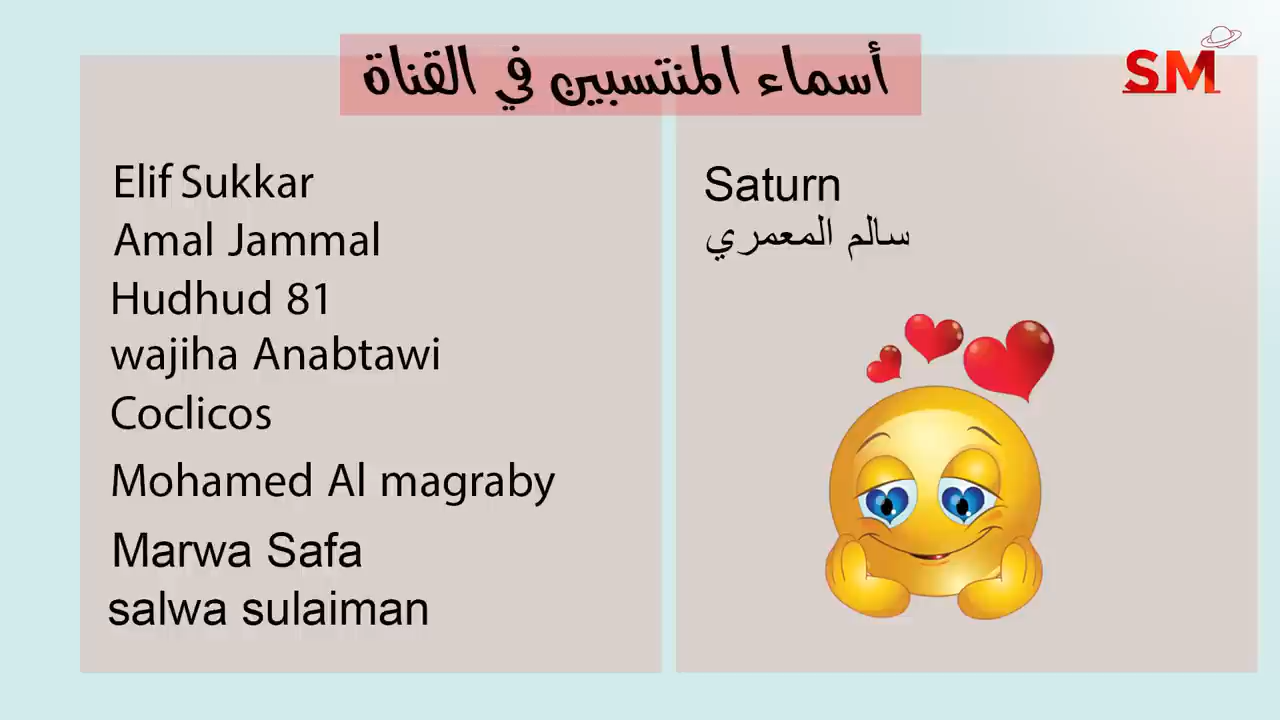 أسماء المنتسبين في القناة
SM
Elif Sukkar
Amal Jammal
Hudhud 81
wajiha Anabtawi
Coclicos
Mohamed Al magraby
Marwa Safa
salwa sulaiman
Saturn
سالم المعمري